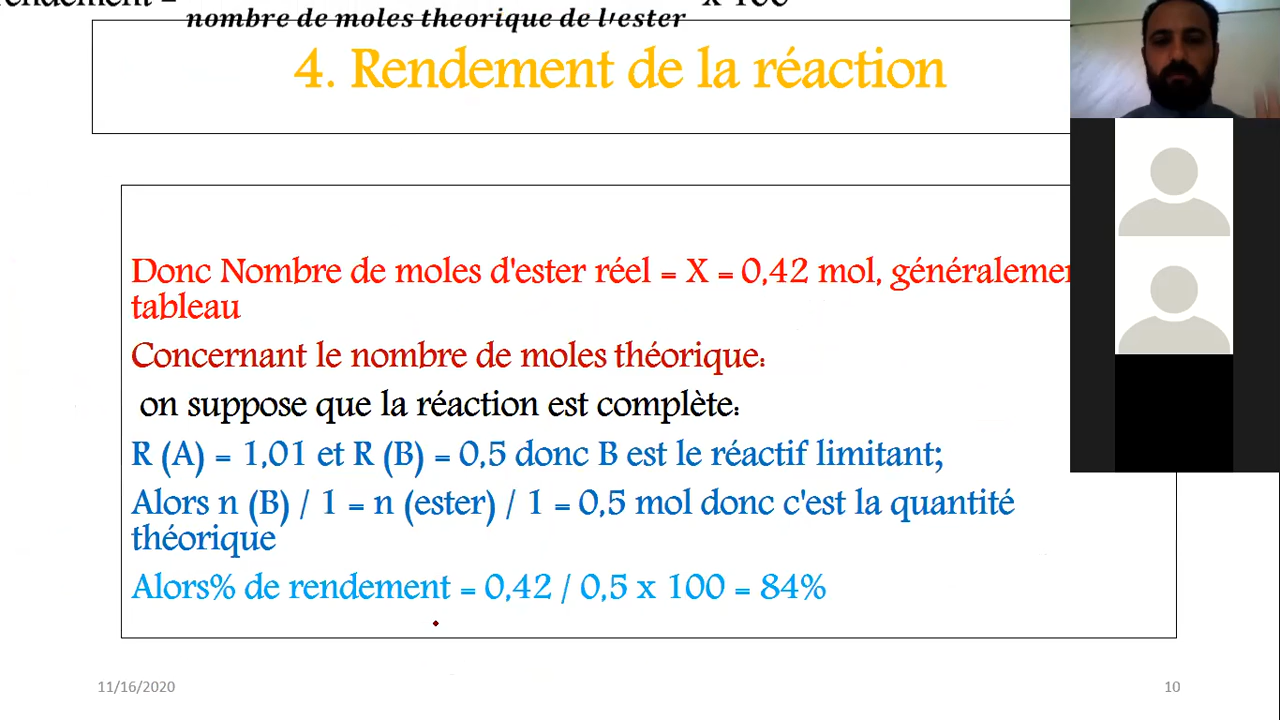 = x 100
nombre de moles theorique de l'ester
4. Rendement de la réaction
Donc Nombre de moles d'ester réel = X = 0,42 mol,
tableau
Concernant le nombre de moles théorique:
on suppose que la réaction est complète:
R (A) = 1,01 et R (B) = 0,5 donc B est le réactif limitant;
Alors n (B) / 1 = n (ester) / 1 = 0,5 mol donc c'est la quantité
théorique
Alors% de rendement = 0,42 / 0,5 x 100 = 84%
11/16/2020
10